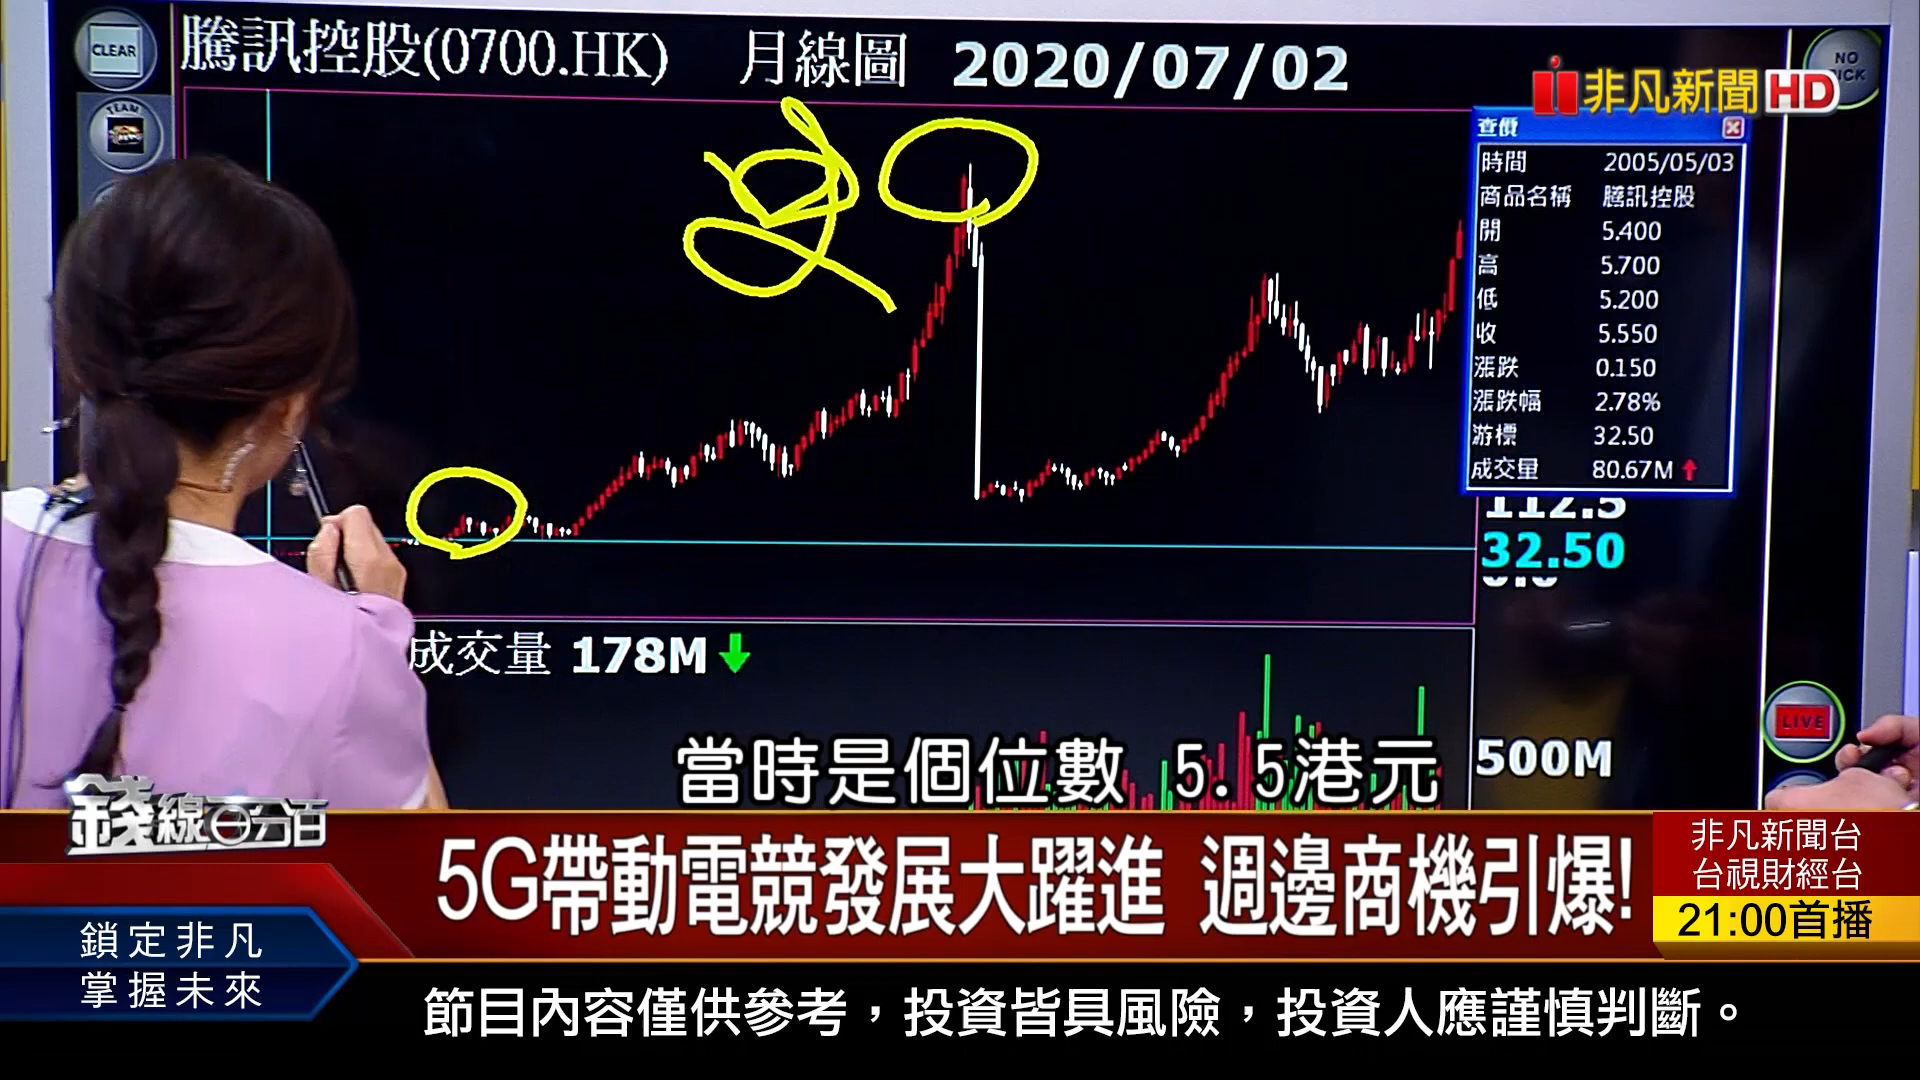 CLEAR
騰訊控股(0700.HK) 月線圖 2020/07/02
NO
非凡新聞HD
TEAM
查價
時間 2005/05/03
商品名稱 騰訊控股
開 5.400
高 5.700
低 5.200
收 5.550
漲跌 0.150
漲跌幅 2.78%
游標 32.50
成交量 80.67M
112.5
32.50
成交量 178M
LIVE
500M
當時是個位數 5.5港元
錢線百分百
5G帶動電競發展大躍進 週邊商機引爆!
非凡新聞台
台視財經台
21:00首播
鎖定非凡
掌握未來
節目內容僅供參考，投資皆具風險，投資人應謹慎判斷。